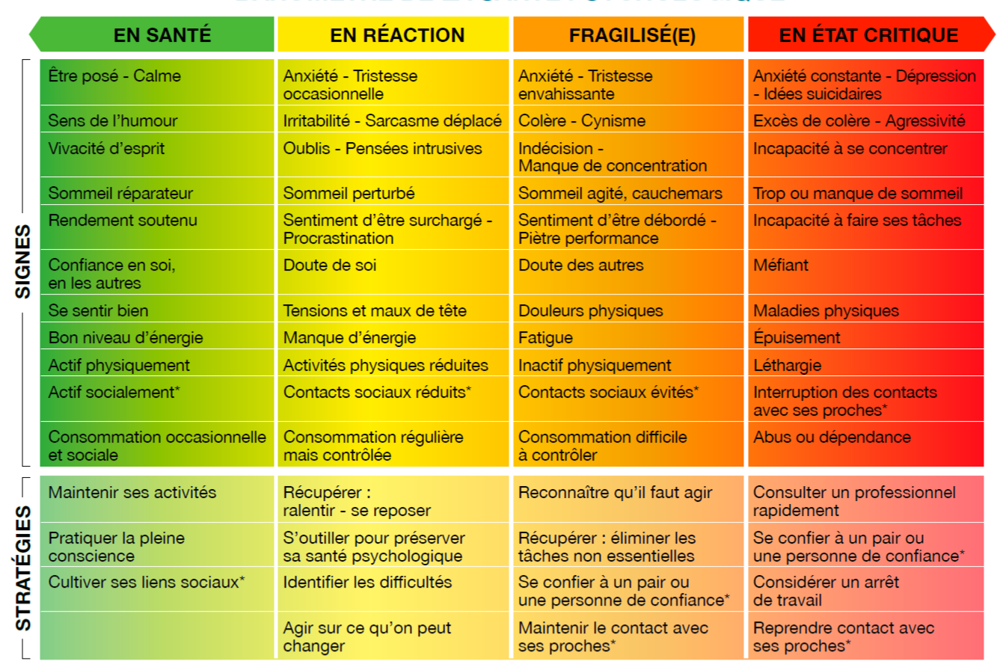 EN SANTÉ
EN RÉACTION
FRAGILISÉ(E)
EN ÉTAT CRITIQUE
SIGNES
Être posé - Calme
Anxiété - Tristesse
occasionnelle
Anxiété - Tristesse
envahissante
Anxiété constante - Dépression
- Idées suicidaires
Sens de l’humour
Irritabilité - Sarcasme déplacé
Colère - Cynisme
Excès de colère - Agressivité
Vivacité d’esprit
Oublis - Pensées intrusives
Indécision -
Manque de concentration
Incapacité à se concentrer
Sommeil réparateur
Sommeil perturbé
Sommeil agité, cauchemars
Trop ou manque de sommeil
Rendement soutenu
Sentiment d’être surchargé -
Procrastination
Sentiment d’être débordé -
Piètre performance
Incapacité à faire ses tâches
Confiance en soi,
en les autres
Doute de soi
Doute des autres
Méfiant
Se sentir bien
Tensions et maux de tête
Douleurs physiques
Maladies physiques
Bon niveau d’énergie
Manque d’énergie
Fatigue
Épuisement
Actif physiquement
Activités physiques réduites
Inactif physiquement
Léthargie
Actif socialement*
Contacts sociaux réduits*
Contacts sociaux évités*
Interruption des contacts
avec ses proches*
Consommation occasionnelle
et sociale
Consommation régulière
mais contrôlée
Consommation difficile
à contrôler
Abus ou dépendance
STRATÉGIES
Maintenir ses activités
Récupérer :
ralentir - se reposer
Reconnaître qu’il faut agir
Consulter un professionnel
rapidement
Pratiquer la pleine
conscience
S’outiller pour préserver
sa santé psychologique
Récupérer : éliminer les
tâches non essentielles
Se confier à un pair ou
une personne de confiance*
Cultiver ses liens sociaux*
Identifier les difficultés
Se confier à un pair ou
une personne de confiance*
Considérer un arrêt
de travail
Agir sur ce qu’on peut
changer
Maintenir le contact avec
ses proches*
Reprendre contact avec
ses proches*